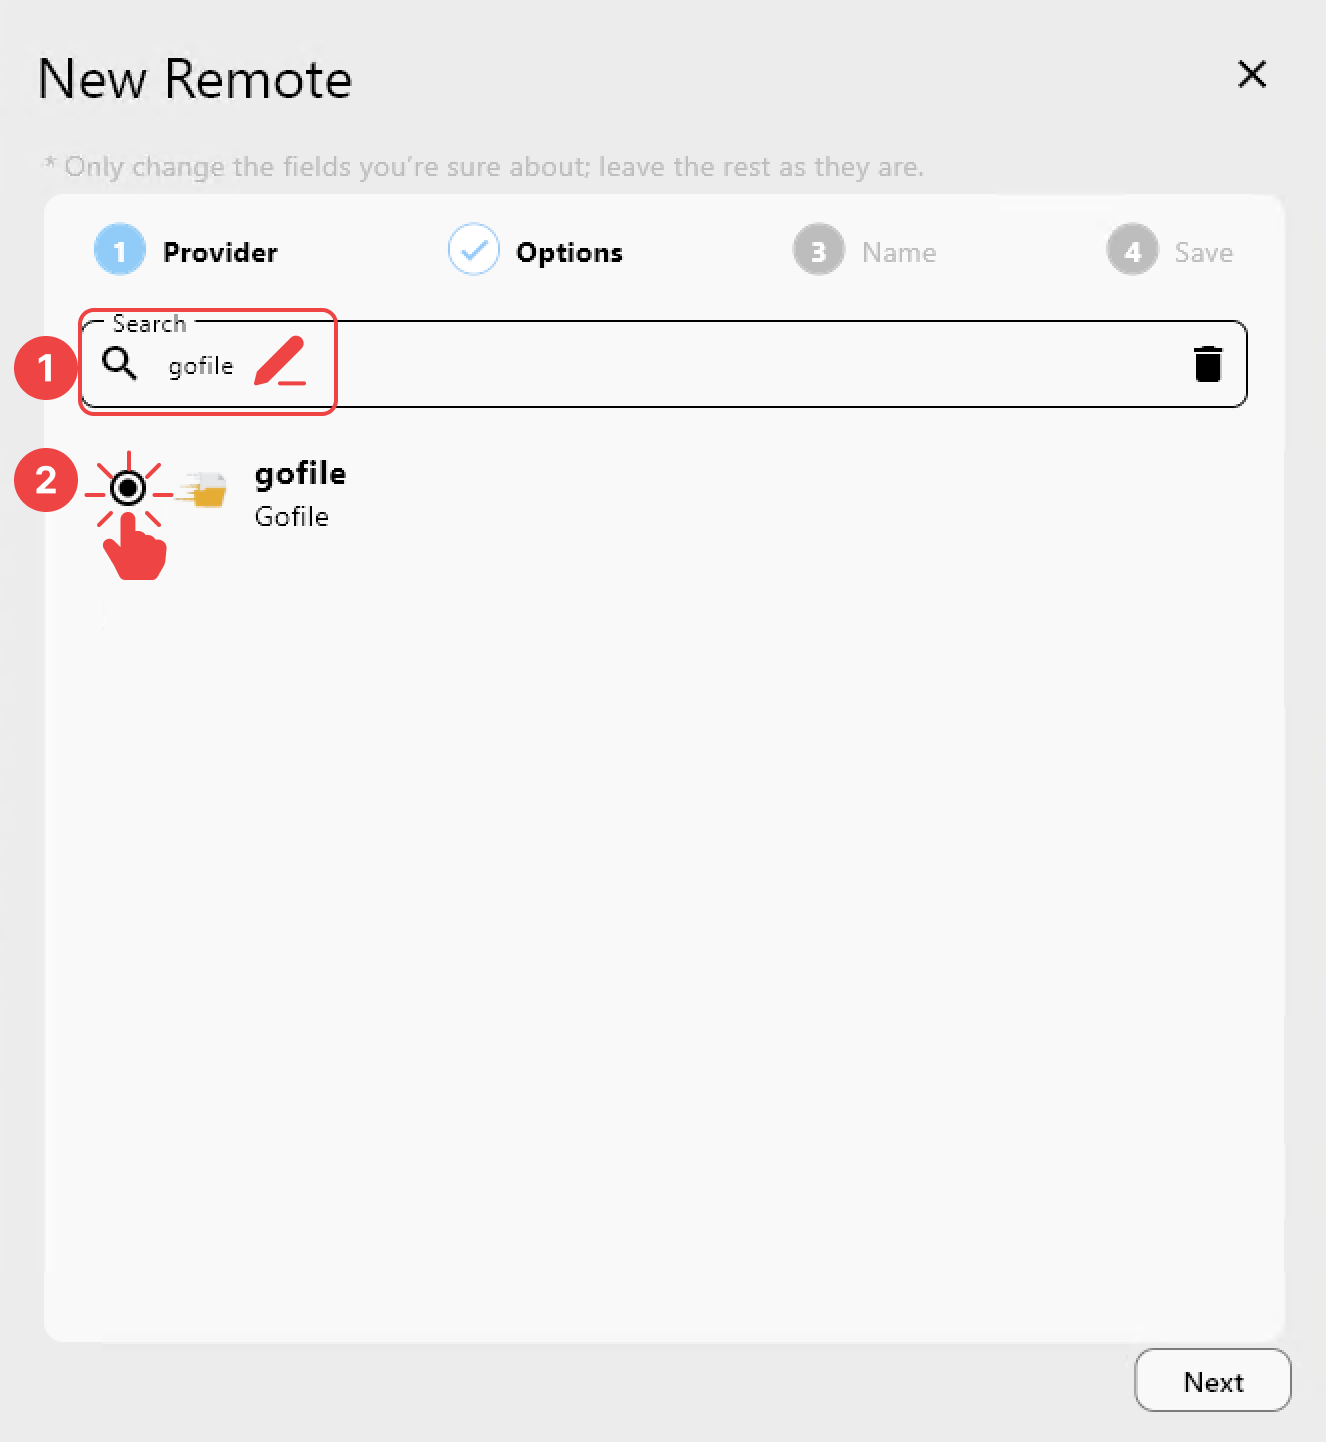 New Remote
* Only change the fields you're sure about; leave the rest as they are.
1 Provider
Options
3 Name
4 Save
Search
1
gofile
2
gofile
Gofile
Next